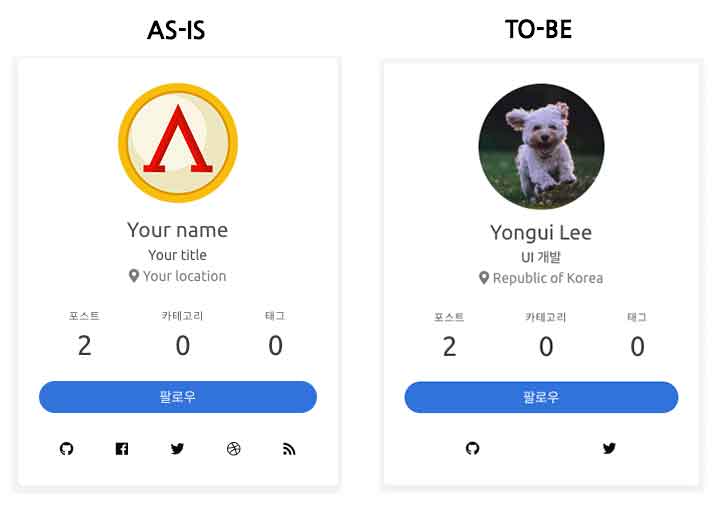 AS-IS
Your name
Your title
Your location
포스트 카테고리 태그
2 0 0
팔로우
TO-BE
Yongui Lee
UI 개발
Republic of Korea
포스트 카테고리 태그
2 0 0
팔로우